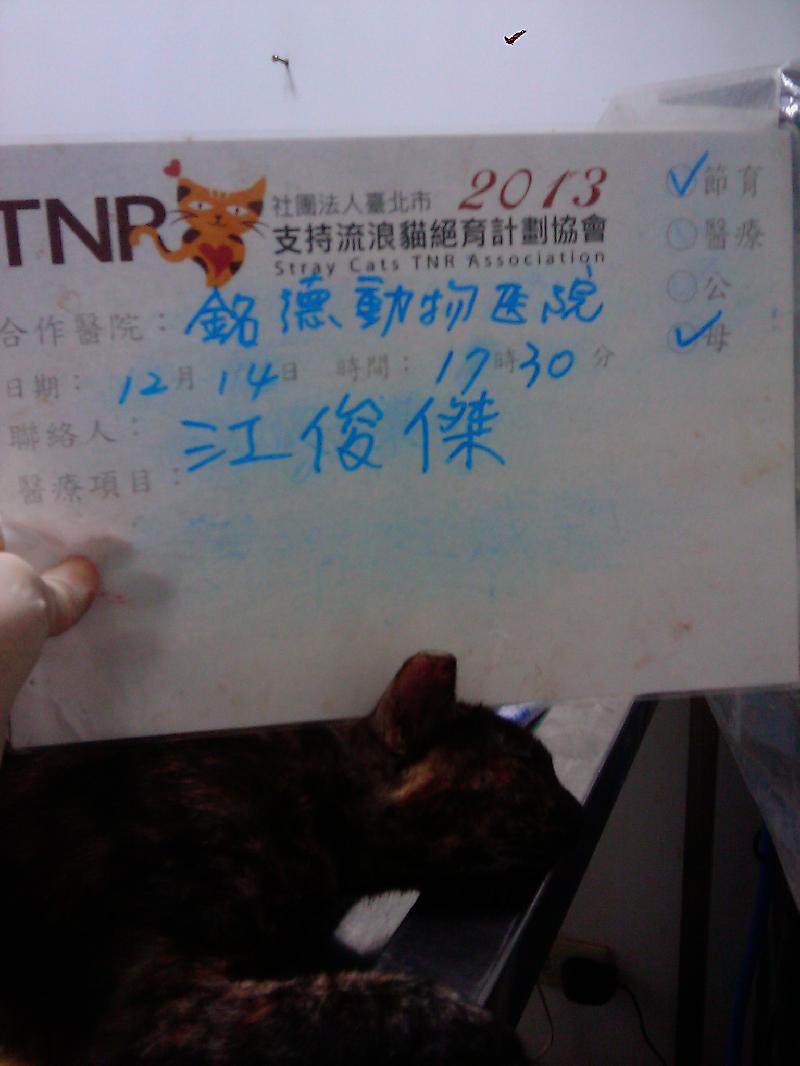 TNR
社團法人臺北市 2013
支持流浪貓絕育計劃協會
Stray Cats TNR Association
節育
醫療
公
母
合作醫院：銘德動物医院
日期：12月14日 時間：17時30分
聯絡人：江俊傑
醫療項目：